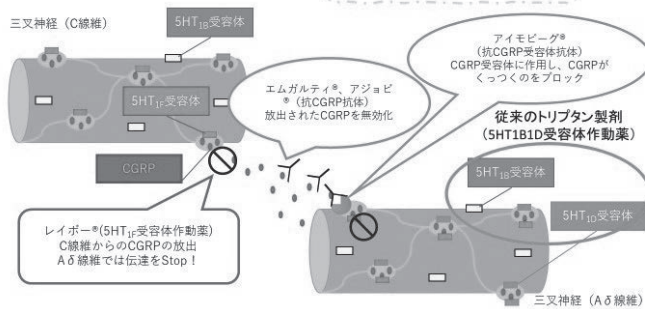 三叉神経（C線維）
5HT1B受容体
5HT1F受容体
CGRP
エムガルティ®、アジョビ
®（抗CGRP抗体）
放出されたCGRPを無効化
アイモビーグ®
（抗CGRP受容体抗体）
CGRP受容体に作用し、CGRPが
くっつくのをブロック
従来のトリプタン製剤
（5HT1B1D受容体作動薬）
5HT1B受容体
5HT1D受容体
レイボー®(5HT1F受容体作動薬）
C線維からのCGRPの放出
Aδ線維では伝達をStop！
三叉神経（Aδ線維）